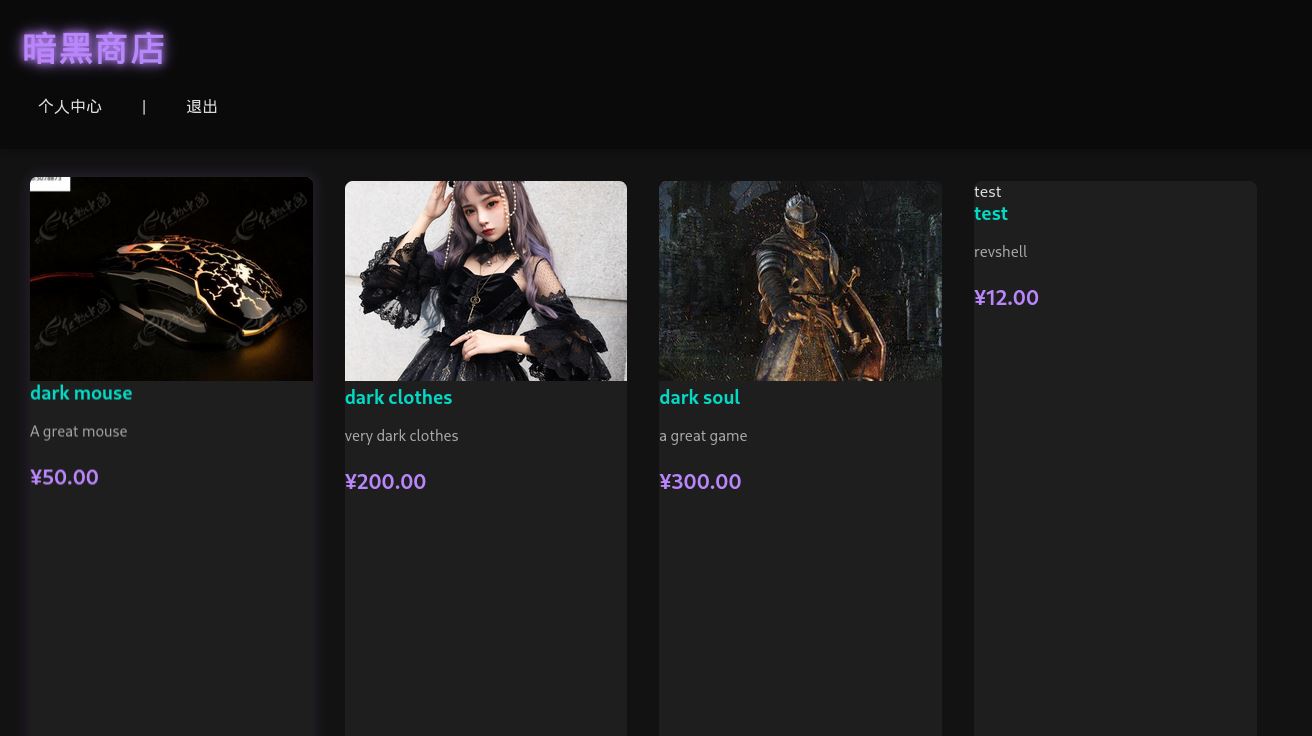 暗黑商店
个人中心 | 退出
dark mouse
A great mouse
¥50.00
dark clothes
very dark clothes
¥200.00
dark soul
a great game
¥300.00
test
test
revshell
¥12.00